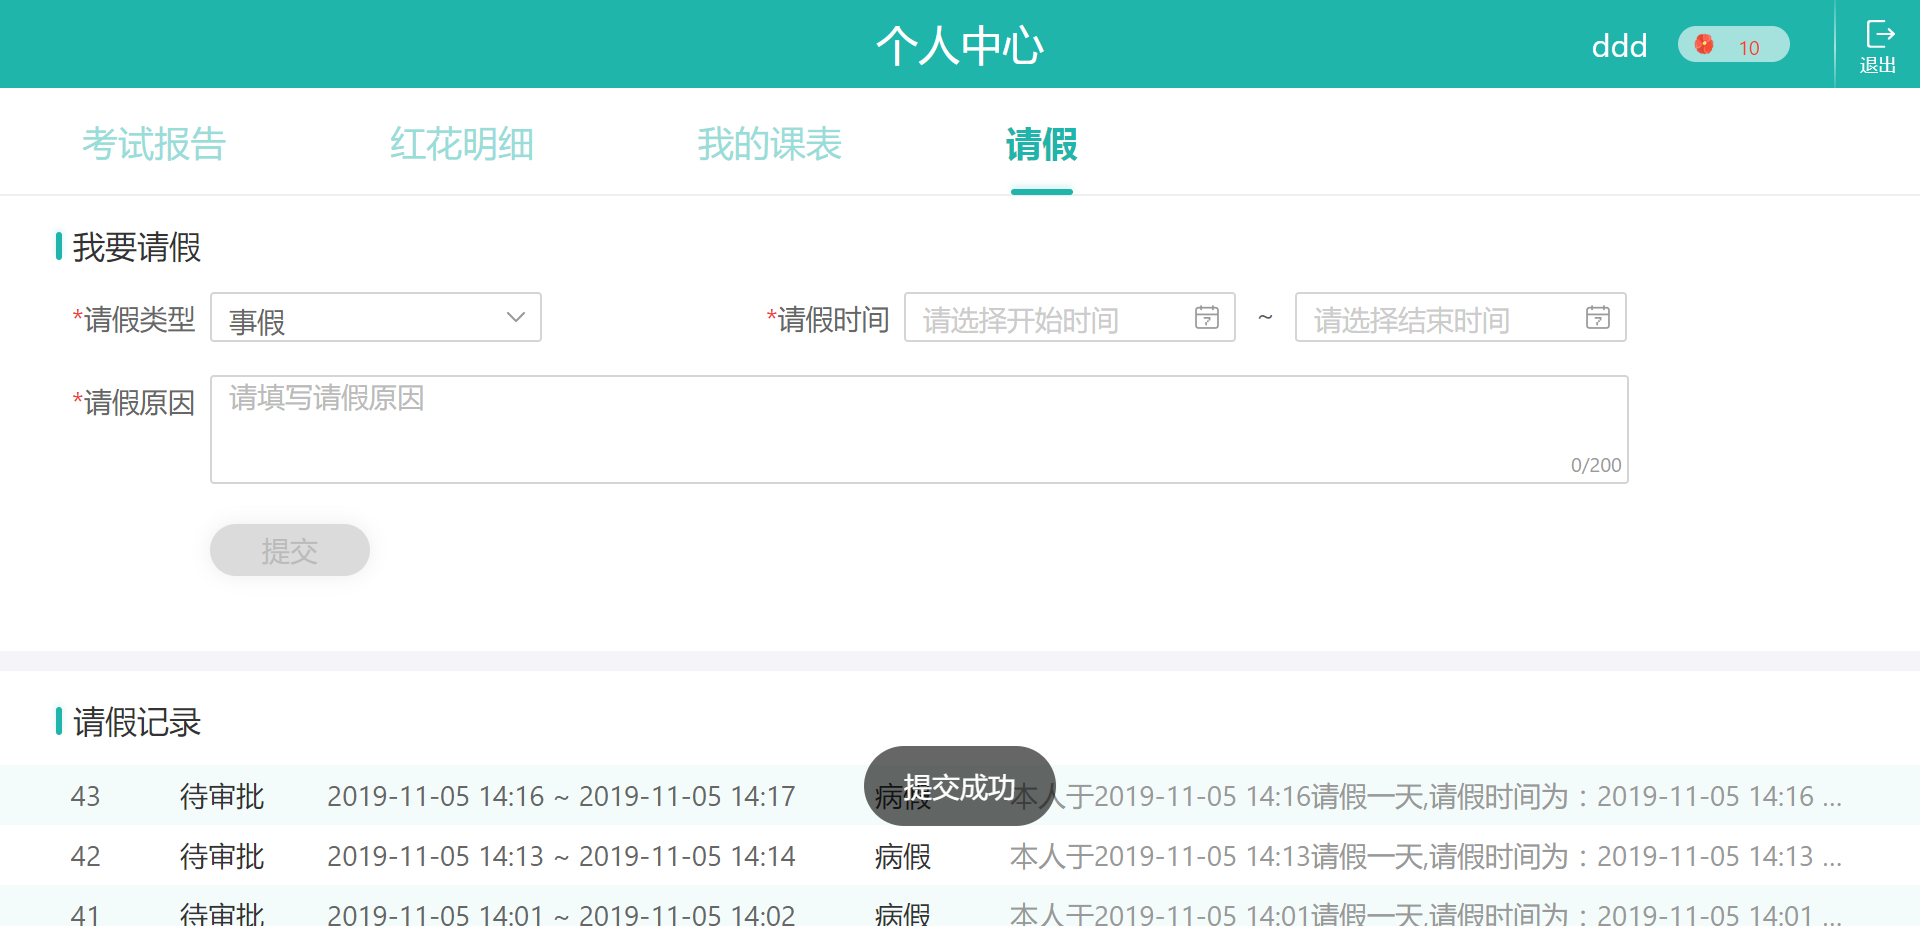 个人中心
ddd
10
退出
考试报告 红花明细 我的课表 请假
我要请假
*请假类型 事假 *请假时间 请选择开始时间 ~ 请选择结束时间
*请假原因 请填写请假原因
0/200
提交
请假记录
提交成功
43 待审批 2019-11-05 14:16 ~ 2019-11-05 14:17 病假 本人于2019-11-05 14:16请假一天,请假时间为：2019-11-05 14:16 ...
42 待审批 2019-11-05 14:13 ~ 2019-11-05 14:14 病假 本人于2019-11-05 14:13请假一天,请假时间为：2019-11-05 14:13 ...
41 待审批 2019-11-05 14:01 ~ 2019-11-05 14:02 病假 本人于2019-11-05 14:01请假一天,请假时间为：2019-11-05 14:01 ...